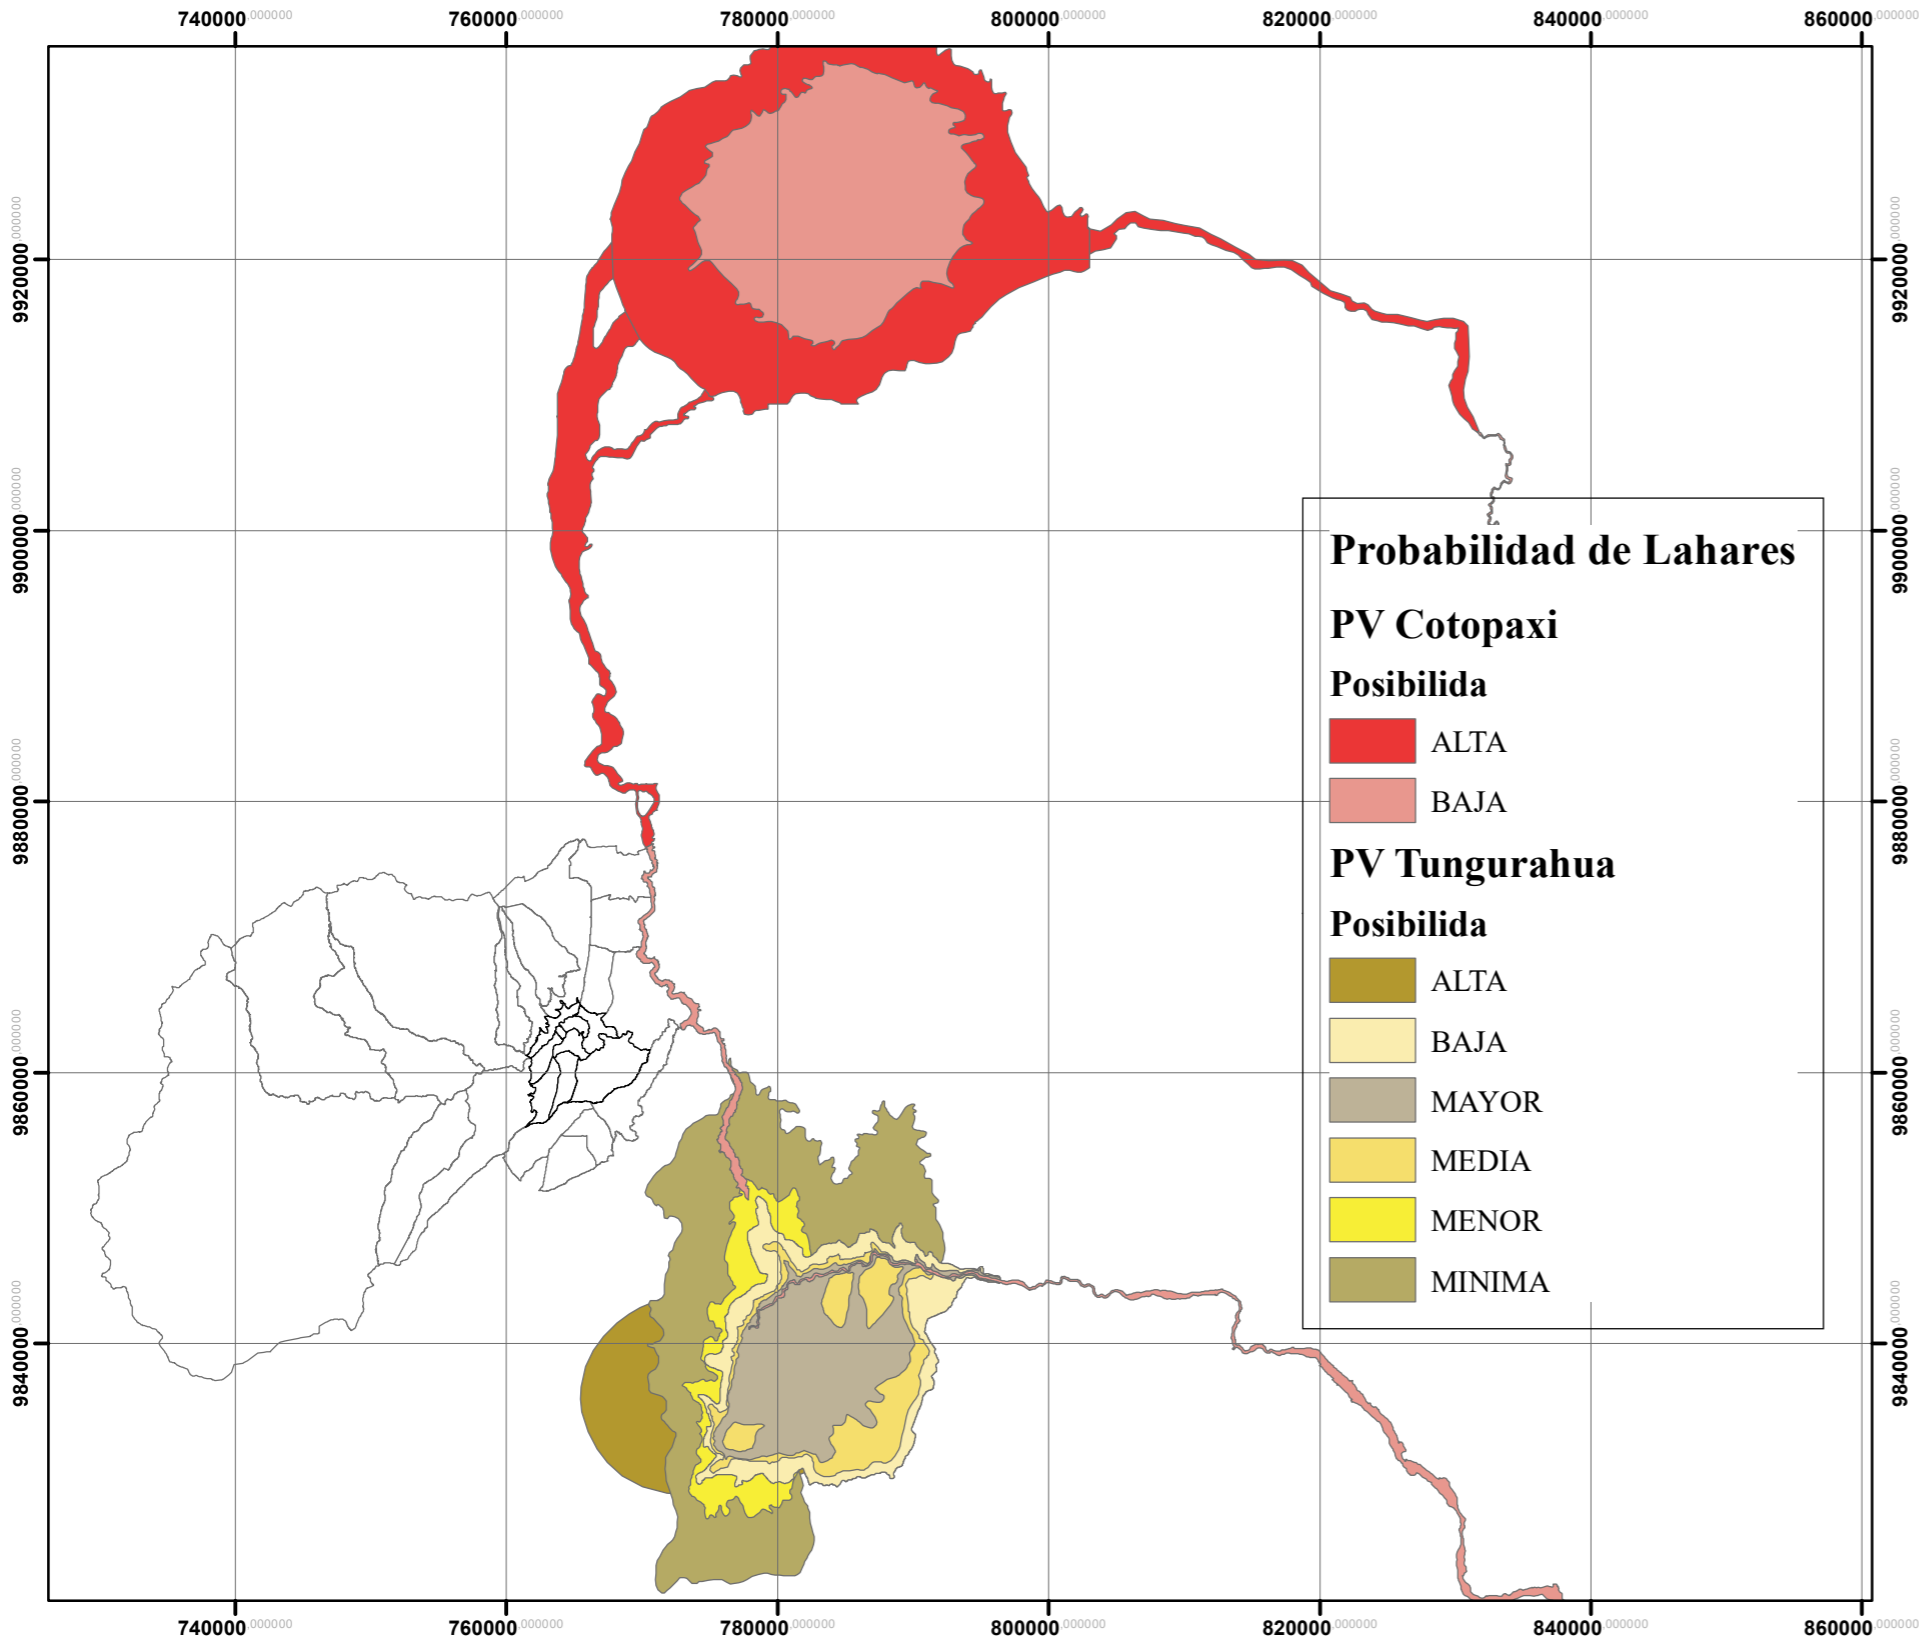 740000,000000 760000,000000 780000,000000 800000,000000 820000,000000 840000,000000 860000,000000
9920000,000000 9920000,000000
9900000,000000 9900000,000000
Probabilidad de Lahares
PV Cotopaxi
Posibilida
ALTA
9880000,000000 9880000,000000
BAJA
PV Tungurahua
Posibilida
ALTA
BAJA
9860000,000000 9860000,000000
MAYOR
MEDIA
MENOR
MINIMA
9840000,000000 9840000,000000
740000,000000 760000,000000 780000,000000 800000,000000 820000,000000 840000,000000 860000,000000